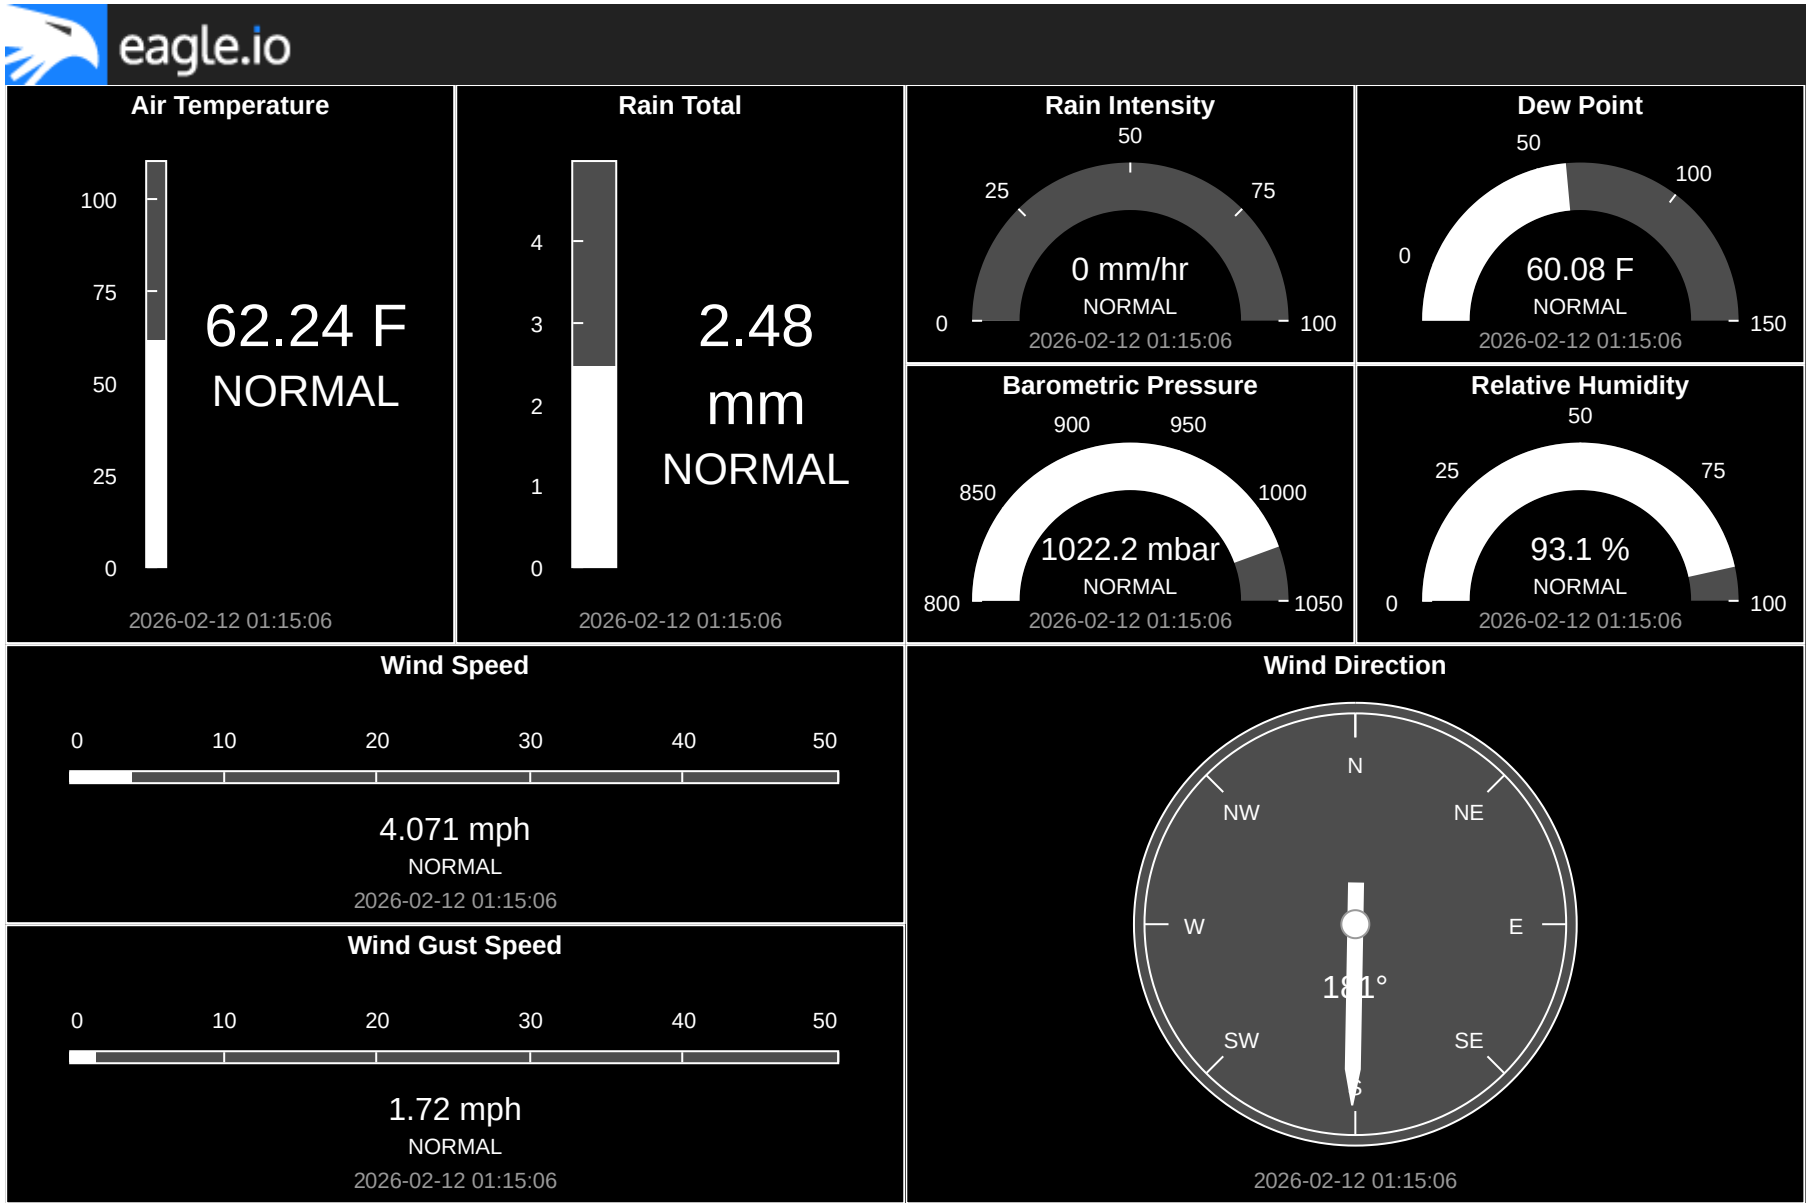 eagle.io
Air Temperature
100
75
50
25
0
62.24 F
NORMAL
2026-02-12 01:15:06
Rain Total
4
3
2
1
0
2.48
mm
NORMAL
2026-02-12 01:15:06
Rain Intensity
0
25
50
75
100
0 mm/hr
NORMAL
2026-02-12 01:15:06
Dew Point
0
50
100
150
60.08 F
NORMAL
2026-02-12 01:15:06
Barometric Pressure
800
850
900
950
1000
1050
1022.2 mbar
NORMAL
2026-02-12 01:15:06
Relative Humidity
0
25
50
75
100
93.1 %
NORMAL
2026-02-12 01:15:06
Wind Speed
0 10 20 30 40 50
4.071 mph
NORMAL
2026-02-12 01:15:06
Wind Gust Speed
0 10 20 30 40 50
1.72 mph
NORMAL
2026-02-12 01:15:06
Wind Direction
N
NW NE
W E
181°
SW SE
S
2026-02-12 01:15:06